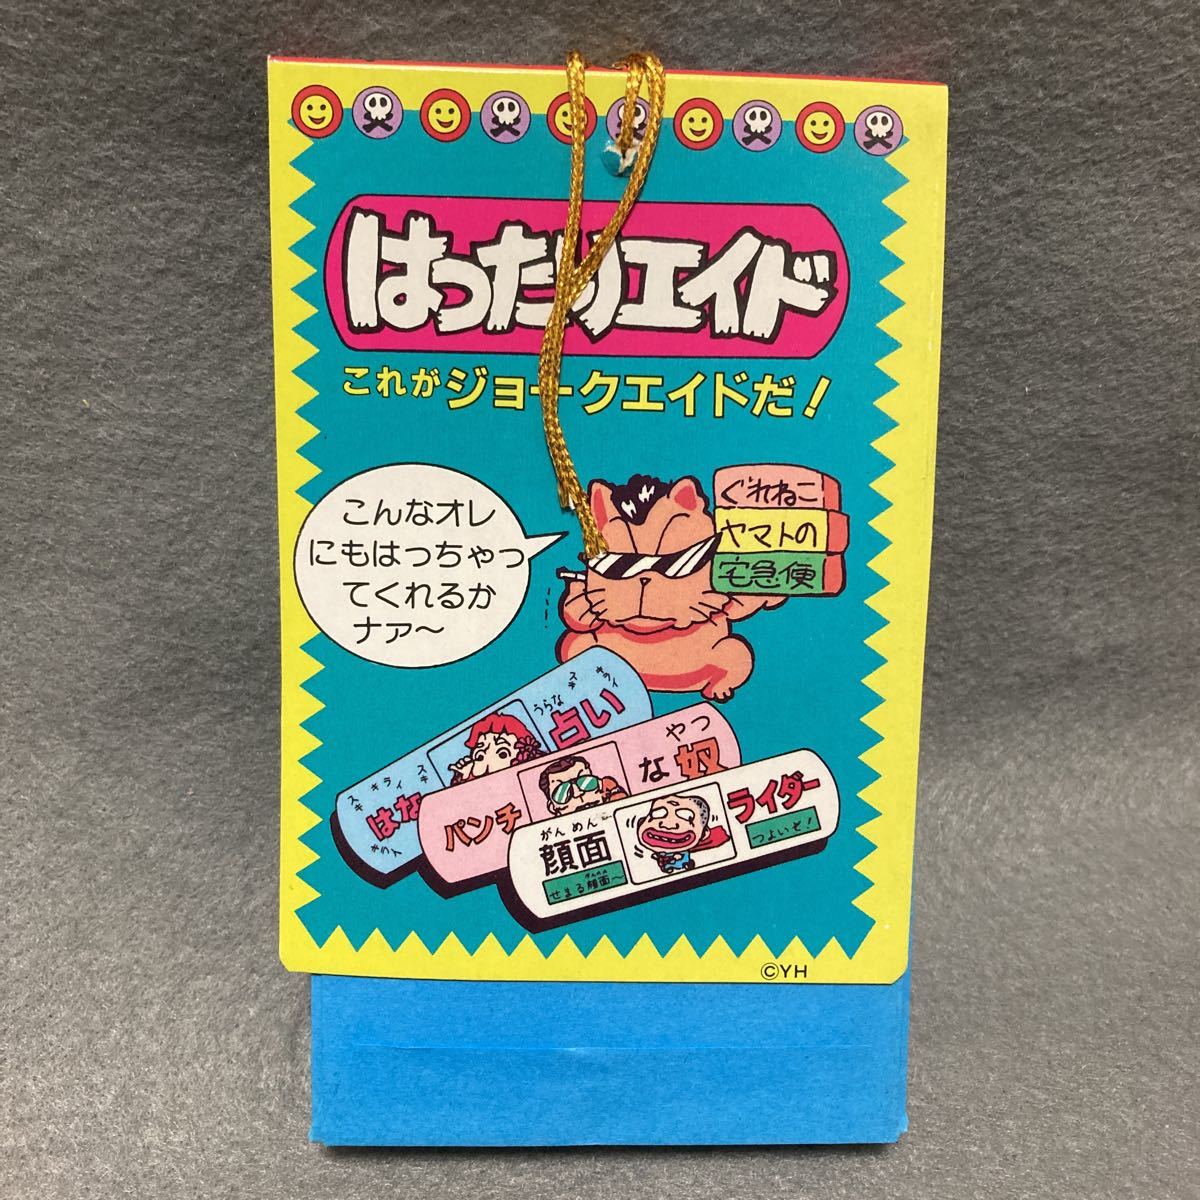 はったりエイド
これがジョークエイドだ!
こんなオレ
にもはっちゃっ
てくれるか
ナァ〜
ぐれねこ
ヤマトの
宅急便
うらな
占い
スキ
キライ
スキ
はな
やつ
パンチな奴
がんめん
顔面ライダー
せまる顔面〜
つよいぞ!
©YH